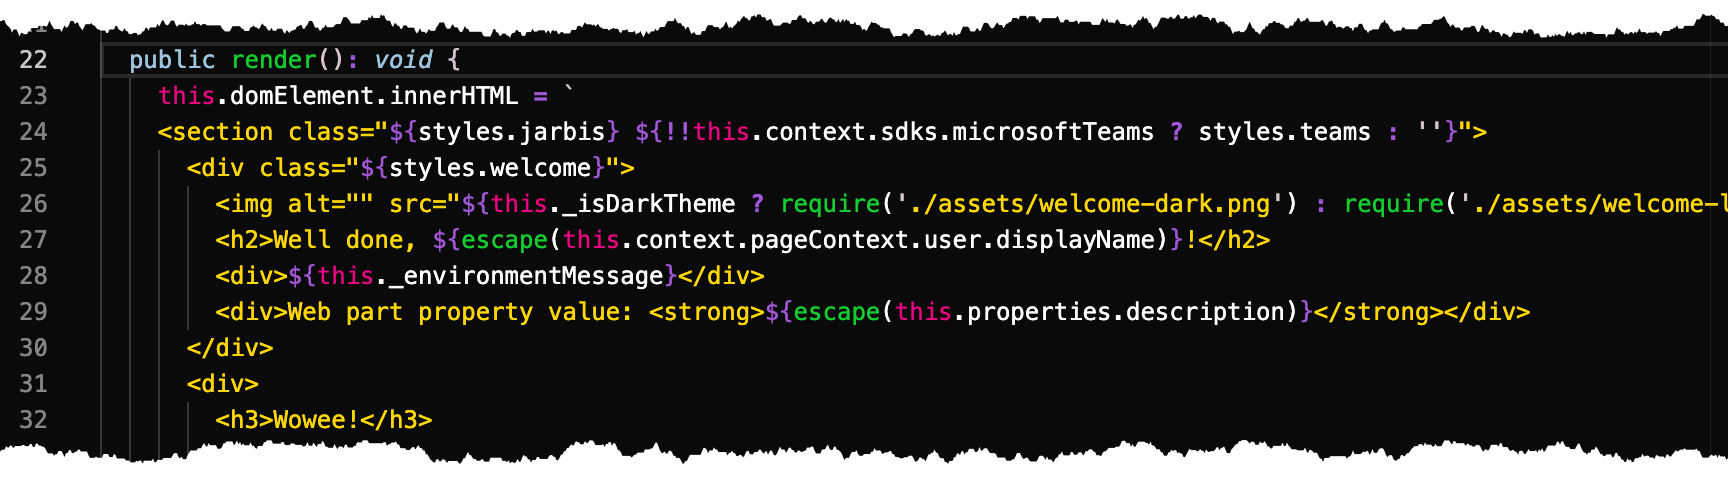 22 public render(): void {
23 this.domElement.innerHTML = `
24 <section class="${styles.jarbis} ${!!this.context.sdks.microsoftTeams ? styles.teams : ''}">
25 <div class="${styles.welcome}">
26 <img alt="" src="${this._isDarkTheme ? require('./assets/welcome-dark.png') : require('./assets/welcome-
27 <h2>Well done, ${escape(this.context.pageContext.user.displayName)}!</h2>
28 <div>${this._environmentMessage}</div>
29 <div>Web part property value: <strong>${escape(this.properties.description)}</strong></div>
30 </div>
31 <div>
32 <h3>Wowee!</h3>